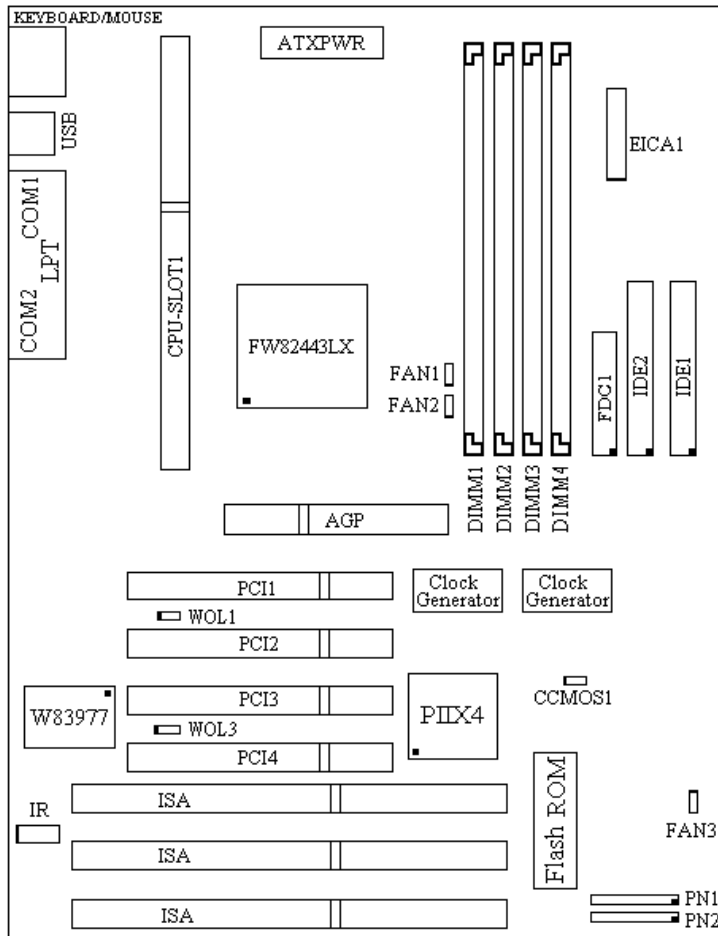 KEYBOARD/MOUSE
ATXPWR
USB
EICA1
COM1
LPT
COM2
CPU-SLOT1
FW82443LX
FAN1
FAN2
FDC1
IDE2
IDE1
DIMM1
DIMM2
DIMM3
DIMM4
AGP
PCI1
Clock
Generator
Clock
Generator
WOL1
PCI2
W83977
PCI3
PIIX4
CCMOS1
WOL3
PCI4
IR
ISA
Flash ROM
FAN3
ISA
ISA
PN1
PN2